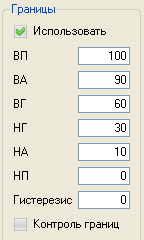 Границы
Использовать
ВП 100
ВА 90
ВГ 60
НГ 30
НА 10
НП 0
Гистерезис 0
Контроль границ